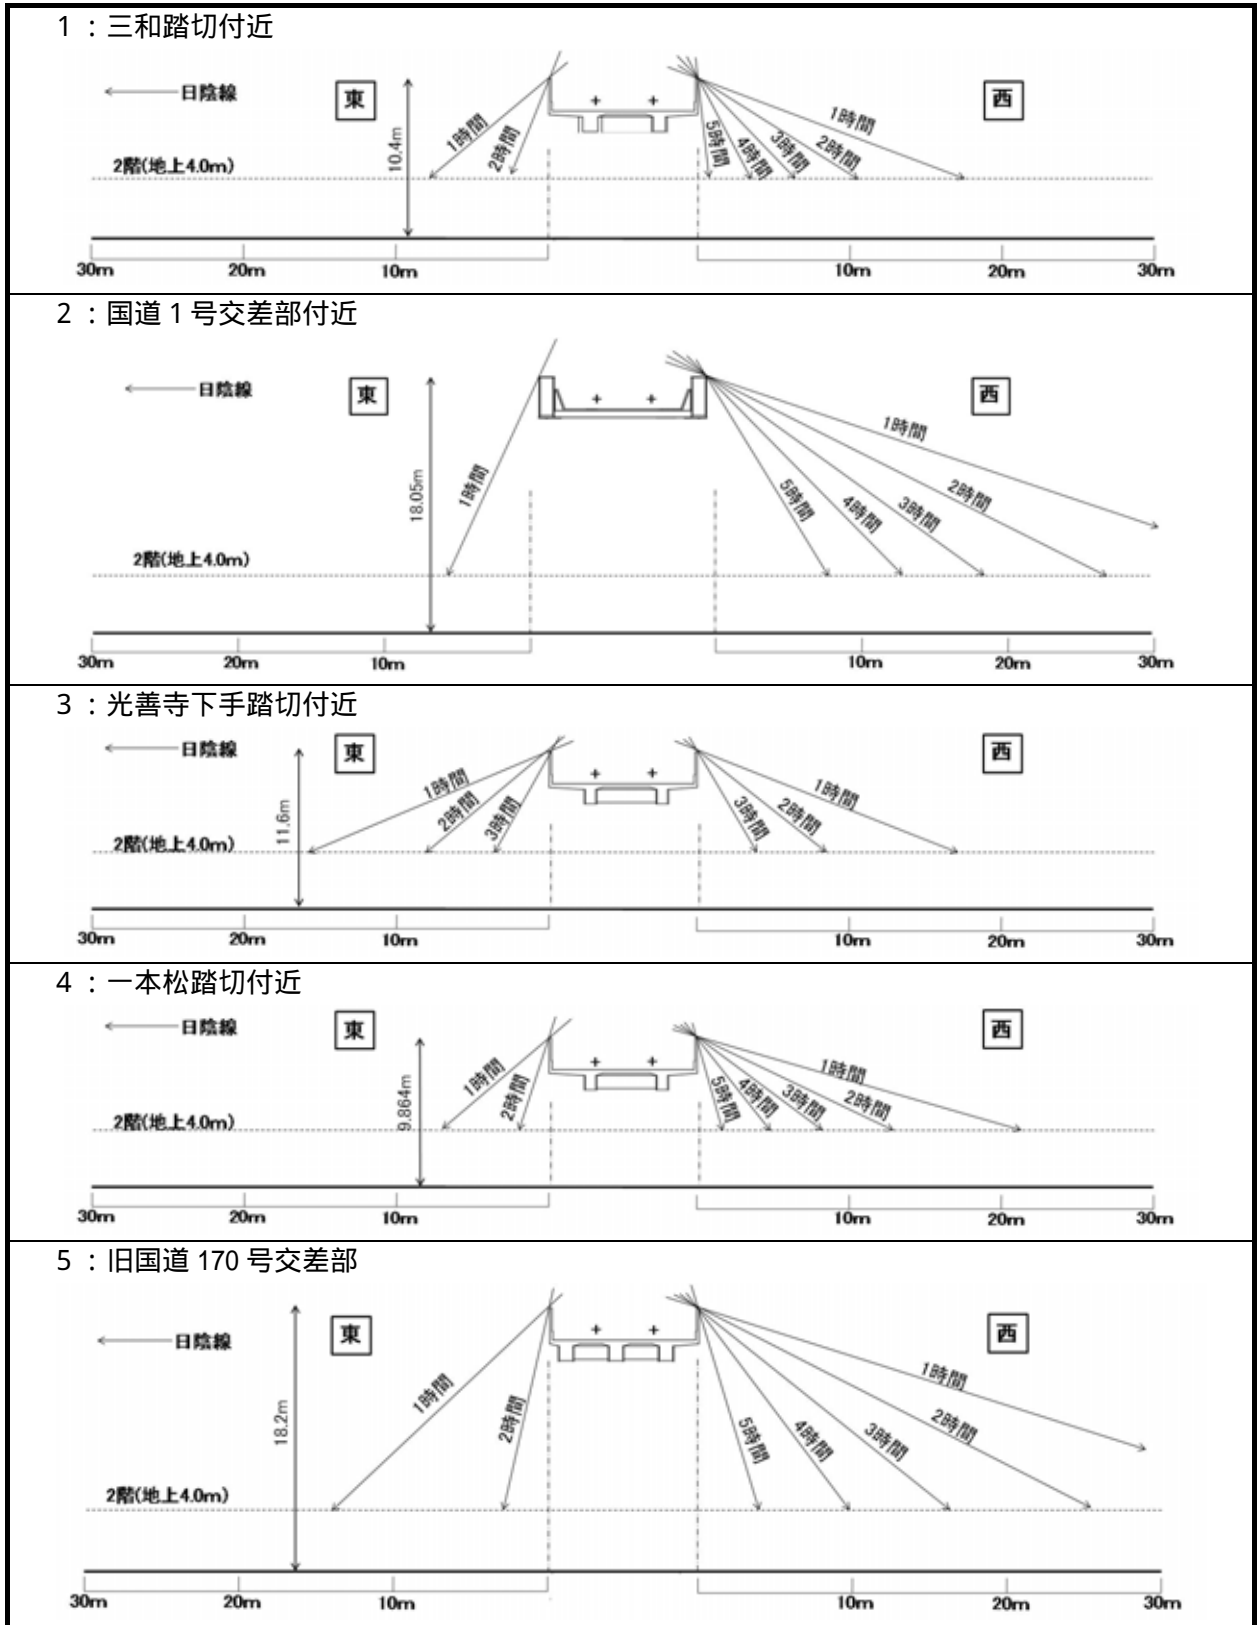 1 ：三和踏切付近
日陰線
東
西
10.4m
1時間
2時間
5時間
4時間
3時間
2時間
1時間
2階(地上4.0m)
30m 20m 10m 10m 20m 30m
2 ：国道 1 号交差部付近
日陰線
東
西
18.05m
1時間
5時間
4時間
3時間
2時間
1時間
2階(地上4.0m)
30m 20m 10m 10m 20m 30m
3 ：光善寺下手踏切付近
日陰線
東
西
11.6m
1時間
2時間
3時間
3時間
2時間
1時間
2階(地上4.0m)
30m 20m 10m 10m 20m 30m
4 ：一本松踏切付近
日陰線
東
西
9.864m
1時間
2時間
5時間
4時間
3時間
2時間
1時間
2階(地上4.0m)
30m 20m 10m 10m 20m 30m
5 ：旧国道 170 号交差部
日陰線
東
西
18.2m
1時間
2時間
5時間
4時間
3時間
2時間
1時間
2階(地上4.0m)
30m 20m 10m 10m 20m 30m